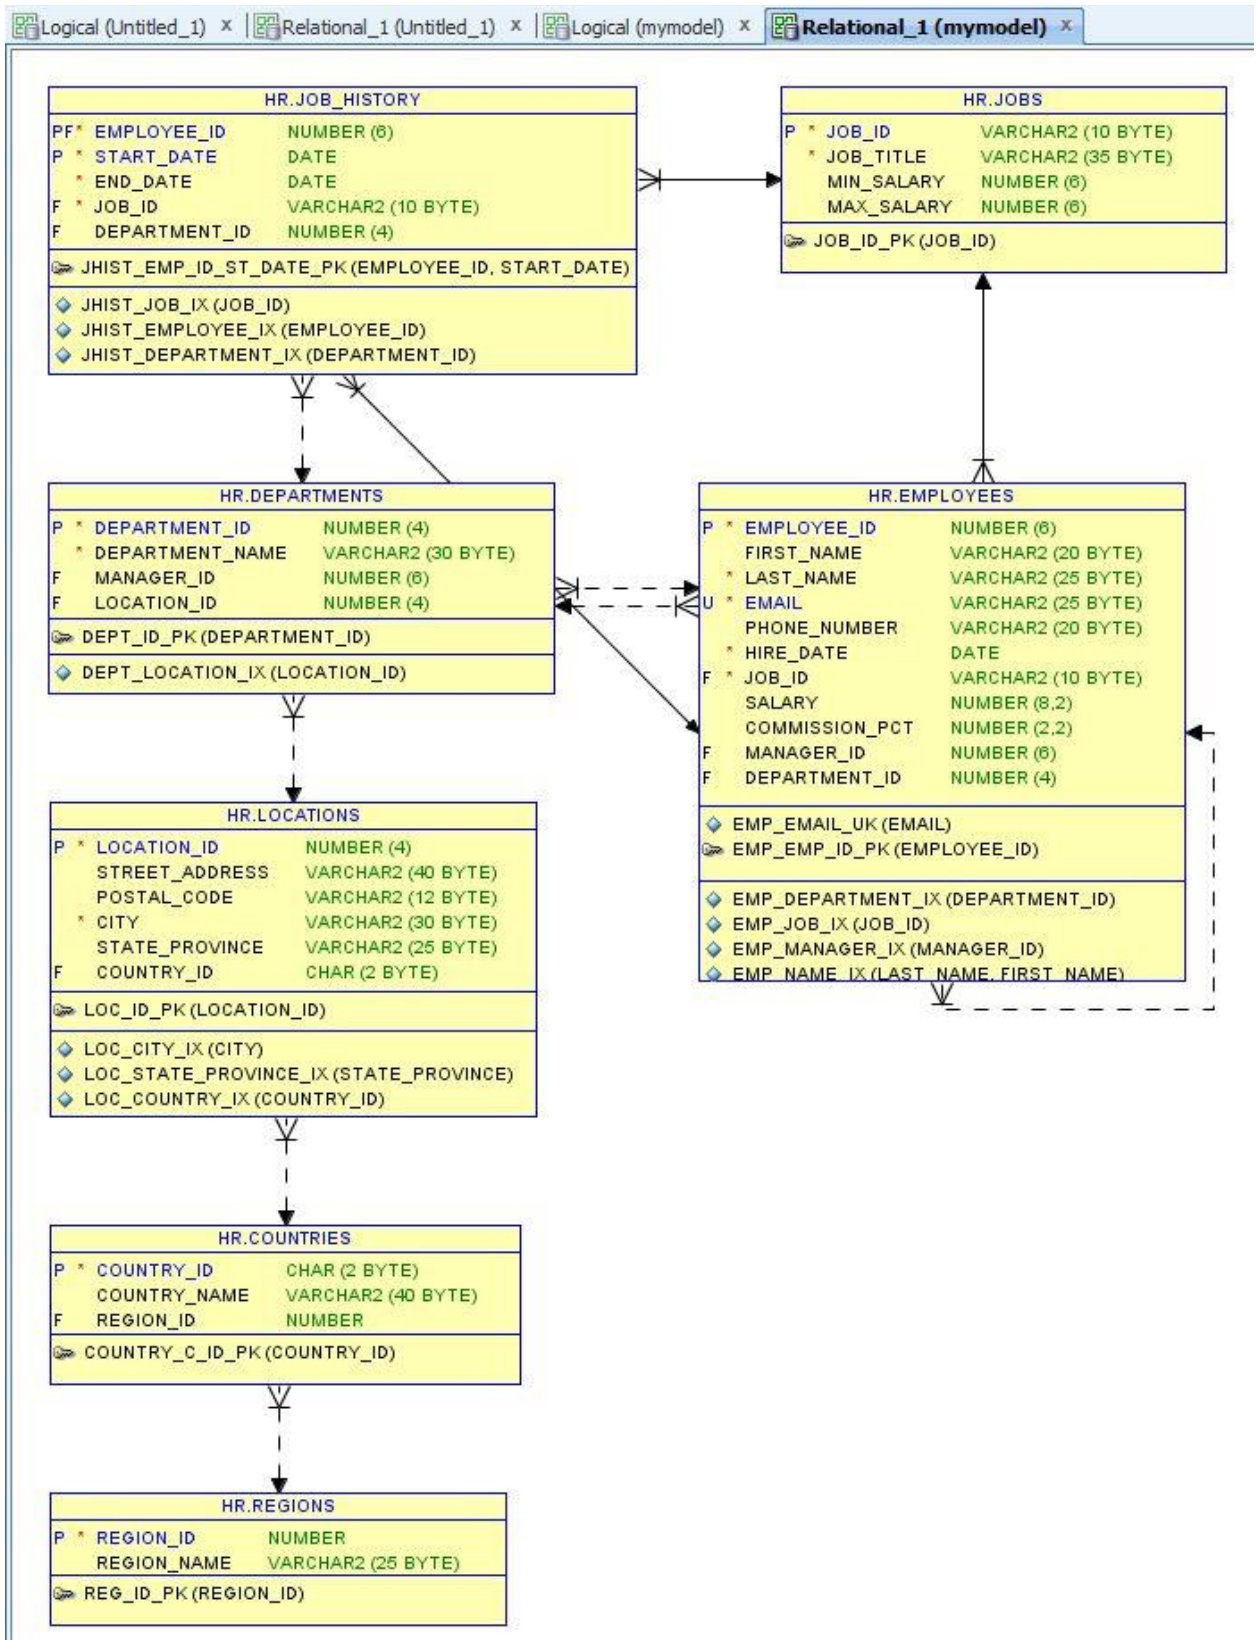 Logical (Untitled_1) x Relational_1 (Untitled_1) x Logical (mymodel) x Relational_1 (mymodel) x
HR.JOB_HISTORY
PF* EMPLOYEE_ID NUMBER (6)
P * START_DATE DATE
* END_DATE DATE
F * JOB_ID VARCHAR2 (10 BYTE)
F DEPARTMENT_ID NUMBER (4)
JHIST_EMP_ID_ST_DATE_PK (EMPLOYEE_ID, START_DATE)
JHIST_JOB_IX (JOB_ID)
JHIST_EMPLOYEE_IX (EMPLOYEE_ID)
JHIST_DEPARTMENT_IX (DEPARTMENT_ID)
HR.JOBS
P * JOB_ID VARCHAR2 (10 BYTE)
* JOB_TITLE VARCHAR2 (35 BYTE)
MIN_SALARY NUMBER (6)
MAX_SALARY NUMBER (6)
JOB_ID_PK (JOB_ID)
HR.DEPARTMENTS
P * DEPARTMENT_ID NUMBER (4)
* DEPARTMENT_NAME VARCHAR2 (30 BYTE)
F MANAGER_ID NUMBER (6)
F LOCATION_ID NUMBER (4)
DEPT_ID_PK (DEPARTMENT_ID)
DEPT_LOCATION_IX (LOCATION_ID)
HR.EMPLOYEES
P * EMPLOYEE_ID NUMBER (6)
FIRST_NAME VARCHAR2 (20 BYTE)
* LAST_NAME VARCHAR2 (25 BYTE)
U * EMAIL VARCHAR2 (25 BYTE)
PHONE_NUMBER VARCHAR2 (20 BYTE)
* HIRE_DATE DATE
F * JOB_ID VARCHAR2 (10 BYTE)
SALARY NUMBER (8,2)
COMMISSION_PCT NUMBER (2,2)
F MANAGER_ID NUMBER (6)
F DEPARTMENT_ID NUMBER (4)
EMP_EMAIL_UK (EMAIL)
EMP_EMP_ID_PK (EMPLOYEE_ID)
EMP_DEPARTMENT_IX (DEPARTMENT_ID)
EMP_JOB_IX (JOB_ID)
EMP_MANAGER_IX (MANAGER_ID)
EMP_NAME_IX (LAST_NAME, FIRST_NAME)
HR.LOCATIONS
P * LOCATION_ID NUMBER (4)
STREET_ADDRESS VARCHAR2 (40 BYTE)
POSTAL_CODE VARCHAR2 (12 BYTE)
* CITY VARCHAR2 (30 BYTE)
STATE_PROVINCE VARCHAR2 (25 BYTE)
F COUNTRY_ID CHAR (2 BYTE)
LOC_ID_PK (LOCATION_ID)
LOC_CITY_IX (CITY)
LOC_STATE_PROVINCE_IX (STATE_PROVINCE)
LOC_COUNTRY_IX (COUNTRY_ID)
HR.COUNTRIES
P * COUNTRY_ID CHAR (2 BYTE)
COUNTRY_NAME VARCHAR2 (40 BYTE)
F REGION_ID NUMBER
COUNTRY_C_ID_PK (COUNTRY_ID)
HR.REGIONS
P * REGION_ID NUMBER
REGION_NAME VARCHAR2 (25 BYTE)
REG_ID_PK (REGION_ID)